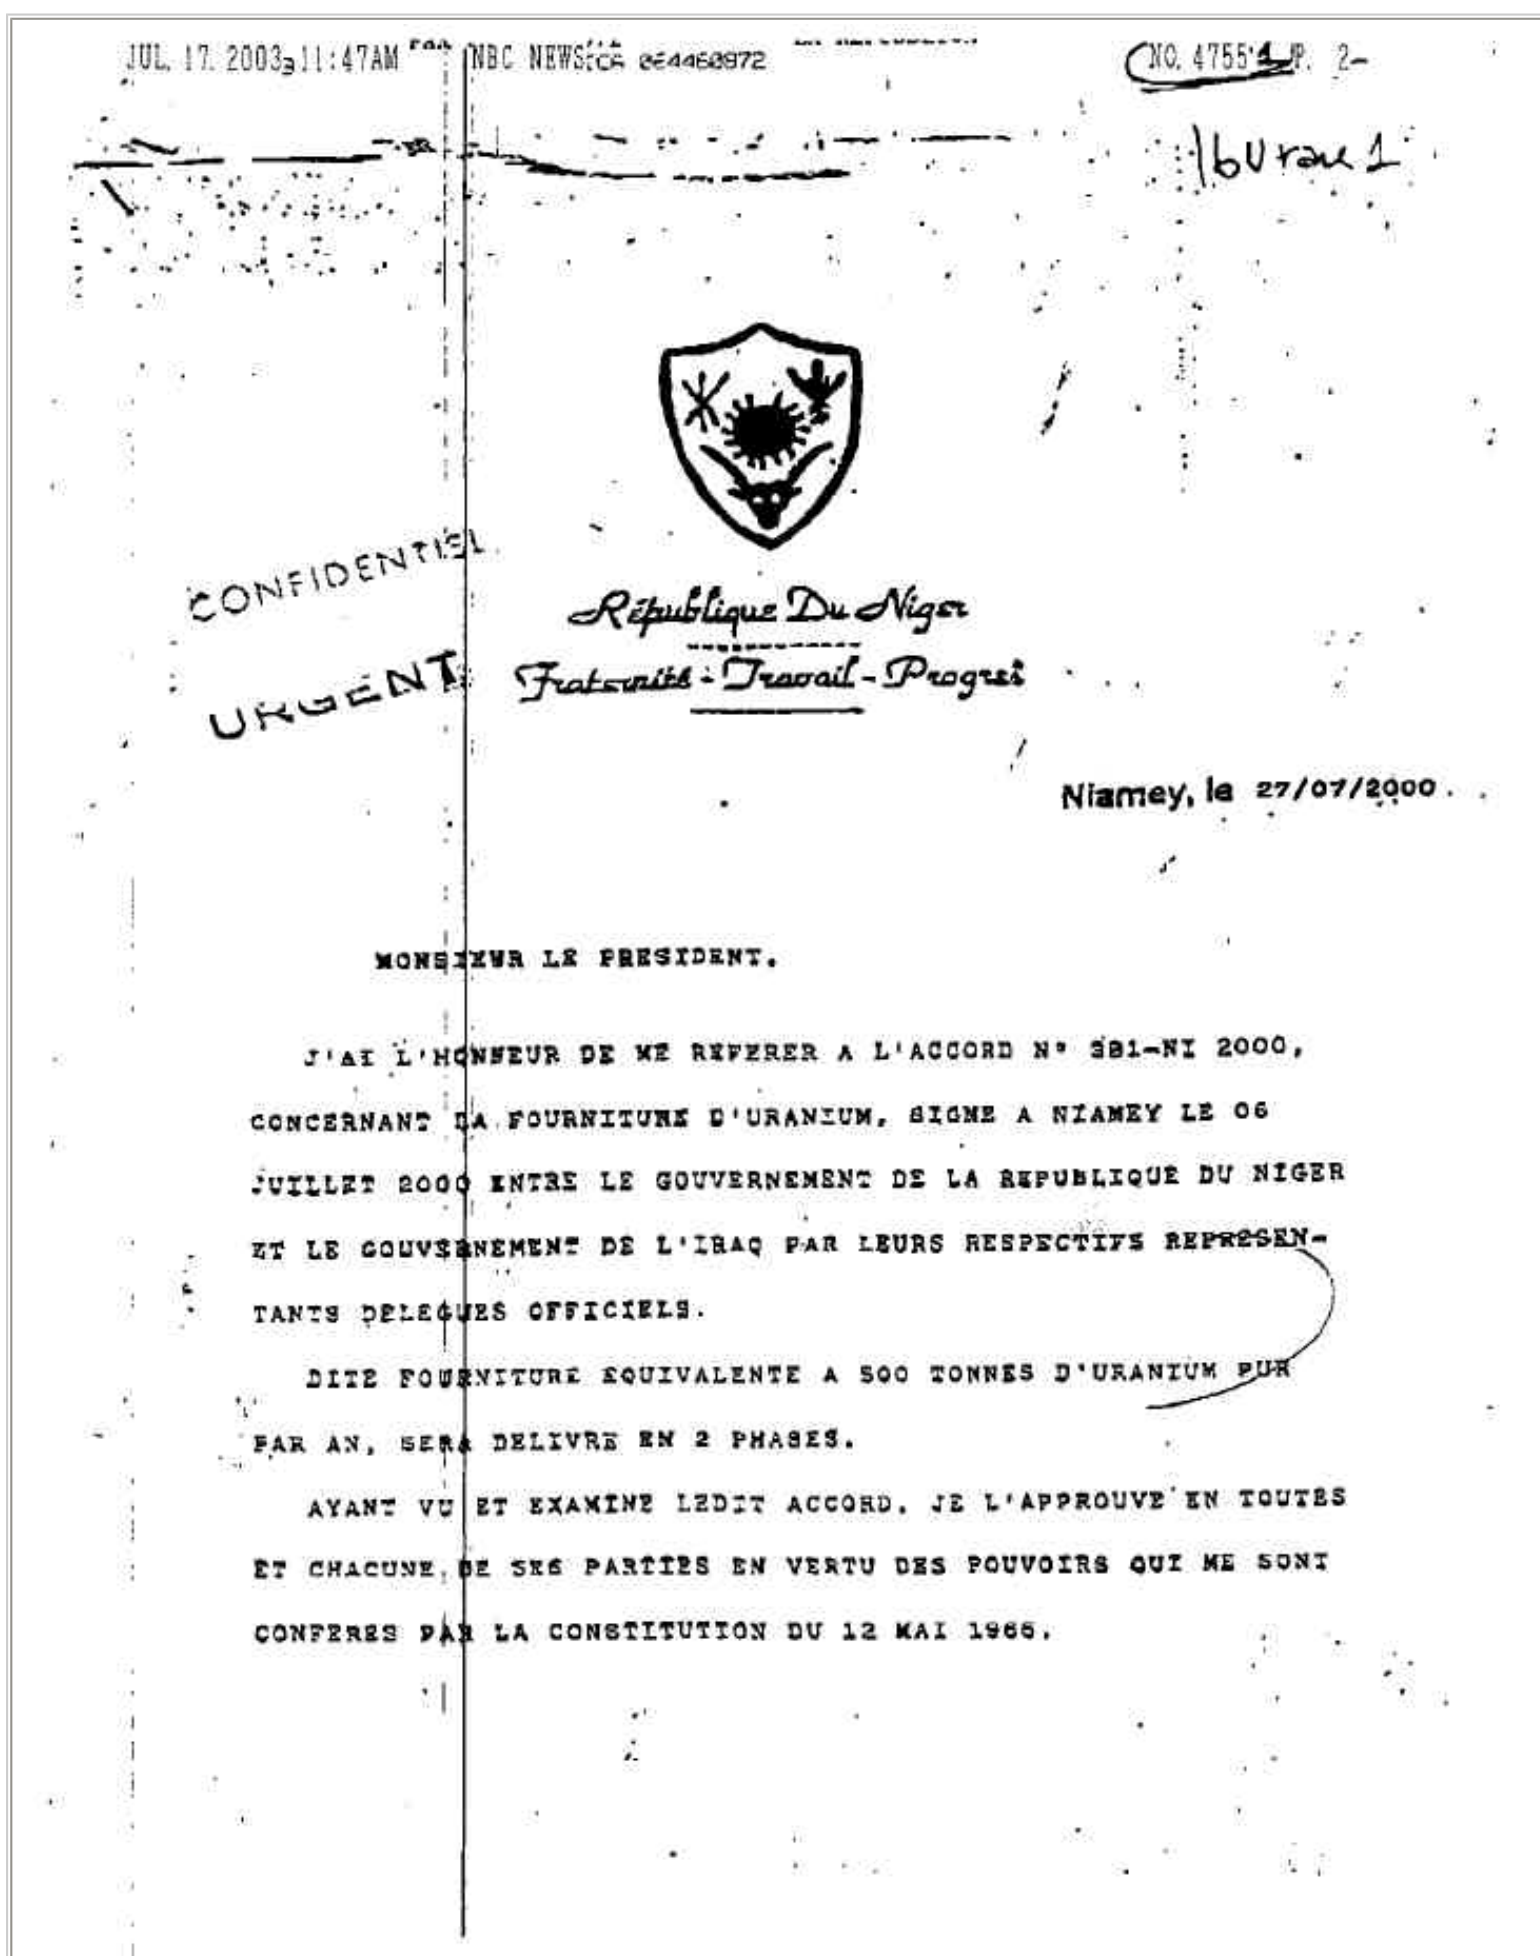 JUL. 17. 2003 11:47AM NBC NEWS 064460972 NO. 4755 P. 2
CONFIDENTIEL
République Du Niger
URGENT
Fraternité - Travail - Progrès
Niamey, le 27/07/2000
MONSIEUR LE PRESIDENT.
J'AI L'HONNEUR DE ME REFERER A L'ACCORD N° 381-NI 2000,
CONCERNANT LA FOURNITURE D'URANIUM, SIGNE A NIAMEY LE 06
JUILLET 2000 ENTRE LE GOUVERNEMENT DE LA REPUBLIQUE DU NIGER
ET LE GOUVERNEMENT DE L'IRAQ PAR LEURS RESPECTIFS REPRESEN-
TANTS DELEGUES OFFICIELS.
DITE FOURNITURE EQUIVALENTE A 500 TONNES D'URANIUM PUR
PAR AN, SERA DELIVRE EN 2 PHASES.
AYANT VU ET EXAMINE LEDIT ACCORD, JE L'APPROUVE EN TOUTES
ET CHACUNE DE SES PARTIES EN VERTU DES POUVOIRS QUI ME SONT
CONFERES PAR LA CONSTITUTION DU 12 MAI 1966.